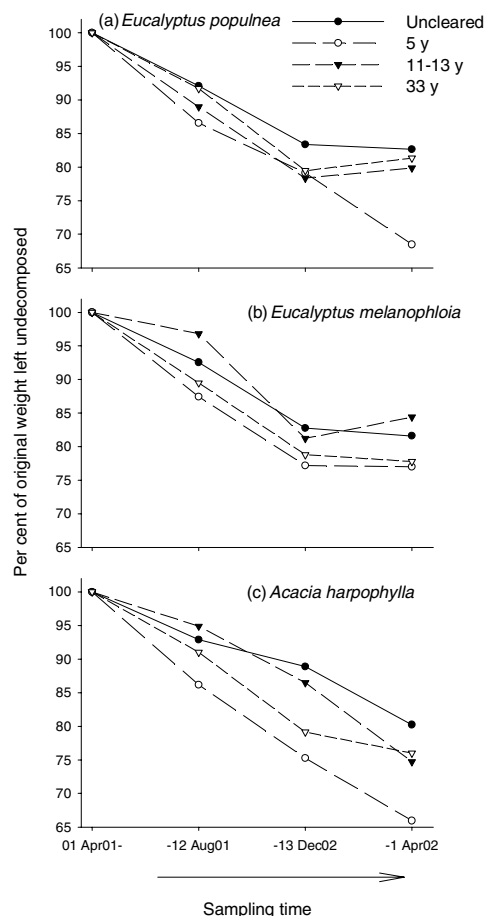 (a) Eucalyptus populnea
Uncleared
5 y
11-13 y
33 y
100
95
90
85
80
75
70
65
(b) Eucalyptus melanophloia
100
95
90
85
80
75
70
65
(c) Acacia harpophylla
100
95
90
85
80
75
70
65
Per cent of original weight left undecomposed
01 Apr01- -12 Aug01 -13 Dec02 -1 Apr02
Sampling time